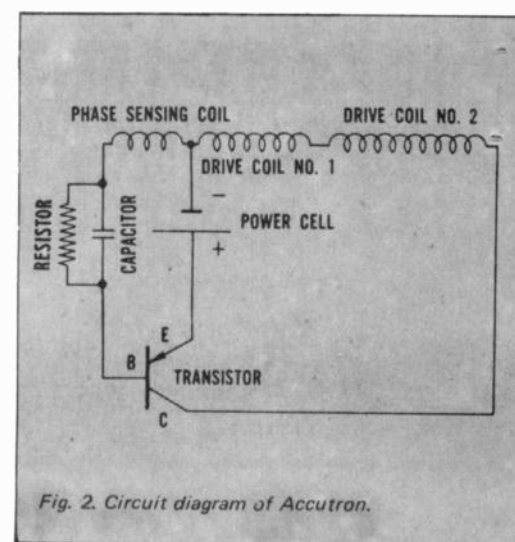 PHASE SENSING COIL
DRIVE COIL NO. 2
DRIVE COIL NO. 1
−
POWER CELL
+
RESISTOR
CAPACITOR
E
B
TRANSISTOR
C
Fig. 2. Circuit diagram of Accutron.